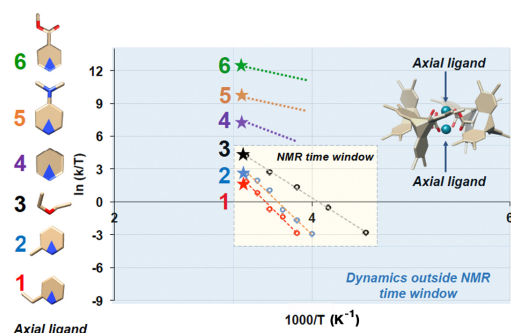 6
5
4
3
2
1
Axial ligand
ln (k/T)
12
9
6
3
0
-3
-6
-9
2
4
6
1000/T (K⁻¹)
6
5
4
3
2
1
NMR time window
Axial ligand
Axial ligand
Dynamics outside NMR
time window